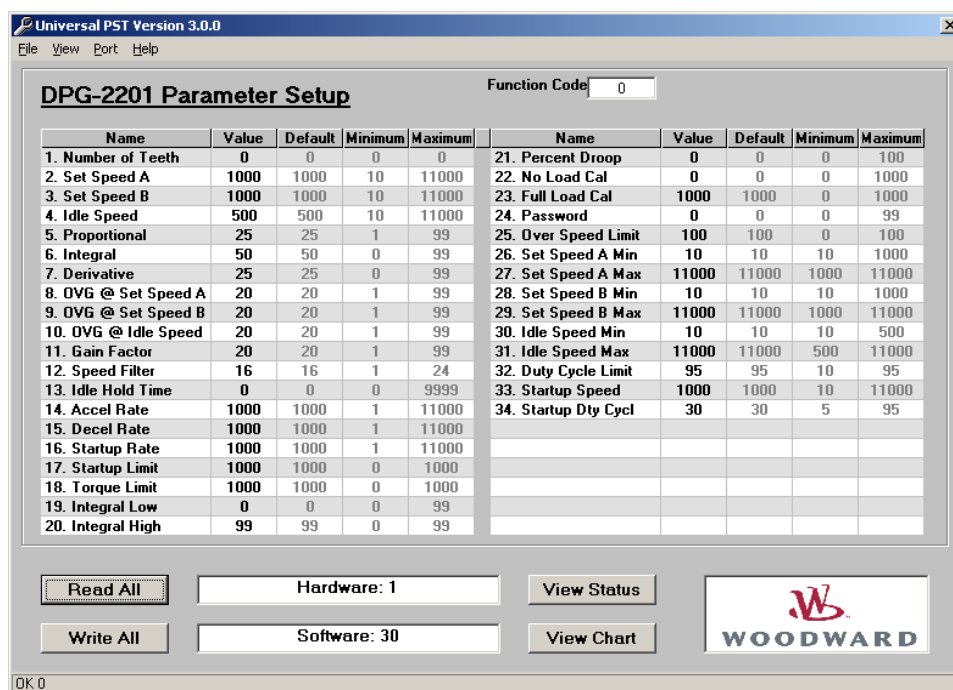 Universal PST Version 3.0.0
File View Port Help
DPG-2201 Parameter Setup
Function Code 0
Name Value Default Minimum Maximum Name Value Default Minimum Maximum
1. Number of Teeth 0 0 0 0 21. Percent Droop 0 0 0 100
2. Set Speed A 1000 1000 10 11000 22. No Load Cal 0 0 0 1000
3. Set Speed B 1000 1000 10 11000 23. Full Load Cal 1000 1000 0 1000
4. Idle Speed 500 500 10 11000 24. Password 0 0 0 99
5. Proportional 25 25 1 99 25. Over Speed Limit 100 100 0 100
6. Integral 50 50 0 99 26. Set Speed A Min 10 10 10 1000
7. Derivative 25 25 0 99 27. Set Speed A Max 11000 11000 1000 11000
8. OVG @ Set Speed A 20 20 1 99 28. Set Speed B Min 10 10 10 1000
9. OVG @ Set Speed B 20 20 1 99 29. Set Speed B Max 11000 11000 1000 11000
10. OVG @ Idle Speed 20 20 1 99 30. Idle Speed Min 10 10 10 500
11. Gain Factor 20 20 1 99 31. Idle Speed Max 11000 11000 500 11000
12. Speed Filter 16 16 1 24 32. Duty Cycle Limit 95 95 10 95
13. Idle Hold Time 0 0 0 9999 33. Startup Speed 1000 1000 10 11000
14. Accel Rate 1000 1000 1 11000 34. Startup Dty Cycl 30 30 5 95
15. Decel Rate 1000 1000 1 11000
16. Startup Rate 1000 1000 1 11000
17. Startup Limit 1000 1000 0 1000
18. Torque Limit 1000 1000 0 1000
19. Integral Low 0 0 0 99
20. Integral High 99 99 0 99
Read All Hardware: 1 View Status
Write All Software: 30 View Chart
WOODWARD
OK 0